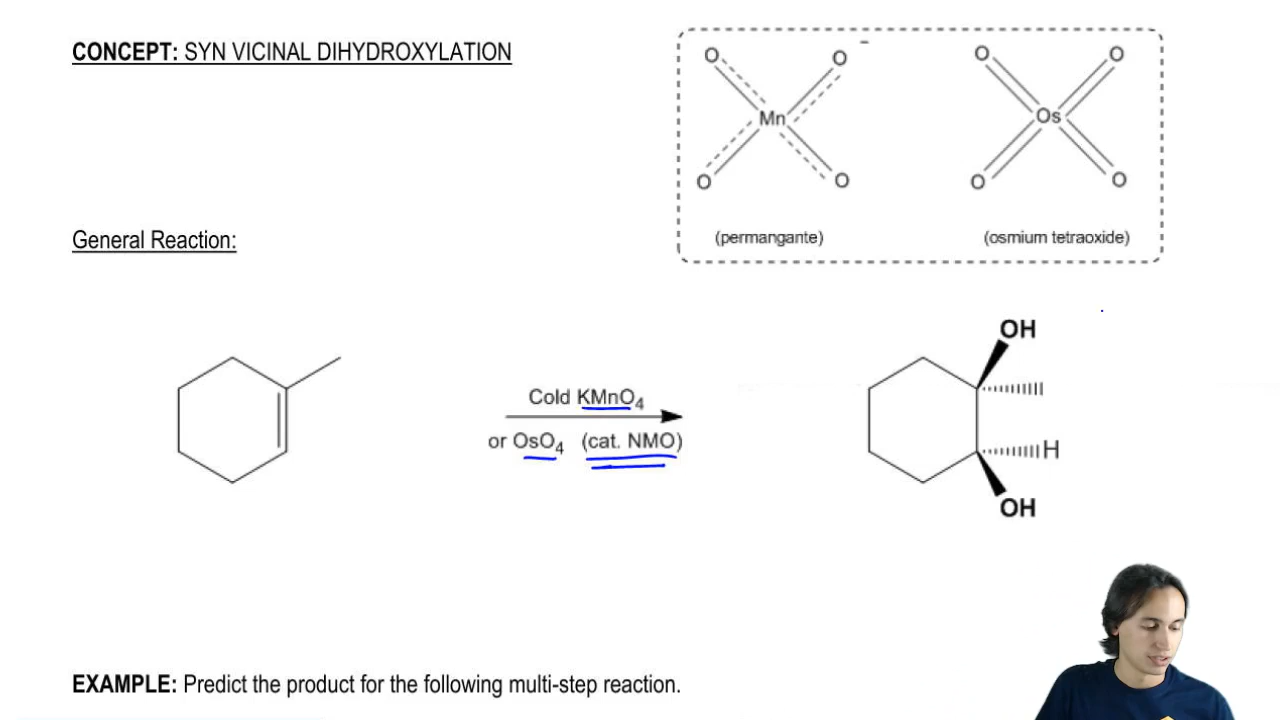 CONCEPT: SYN VICINAL DIHYDROXYLATION
O
O
−
Mn
O
O
(permangante)
O
O
Os
O
O
(osmium tetraoxide)
General Reaction:
Cold KMnO4
or OsO4 (cat. NMO)
OH
H
OH
EXAMPLE: Predict the product for the following multi-step reaction.